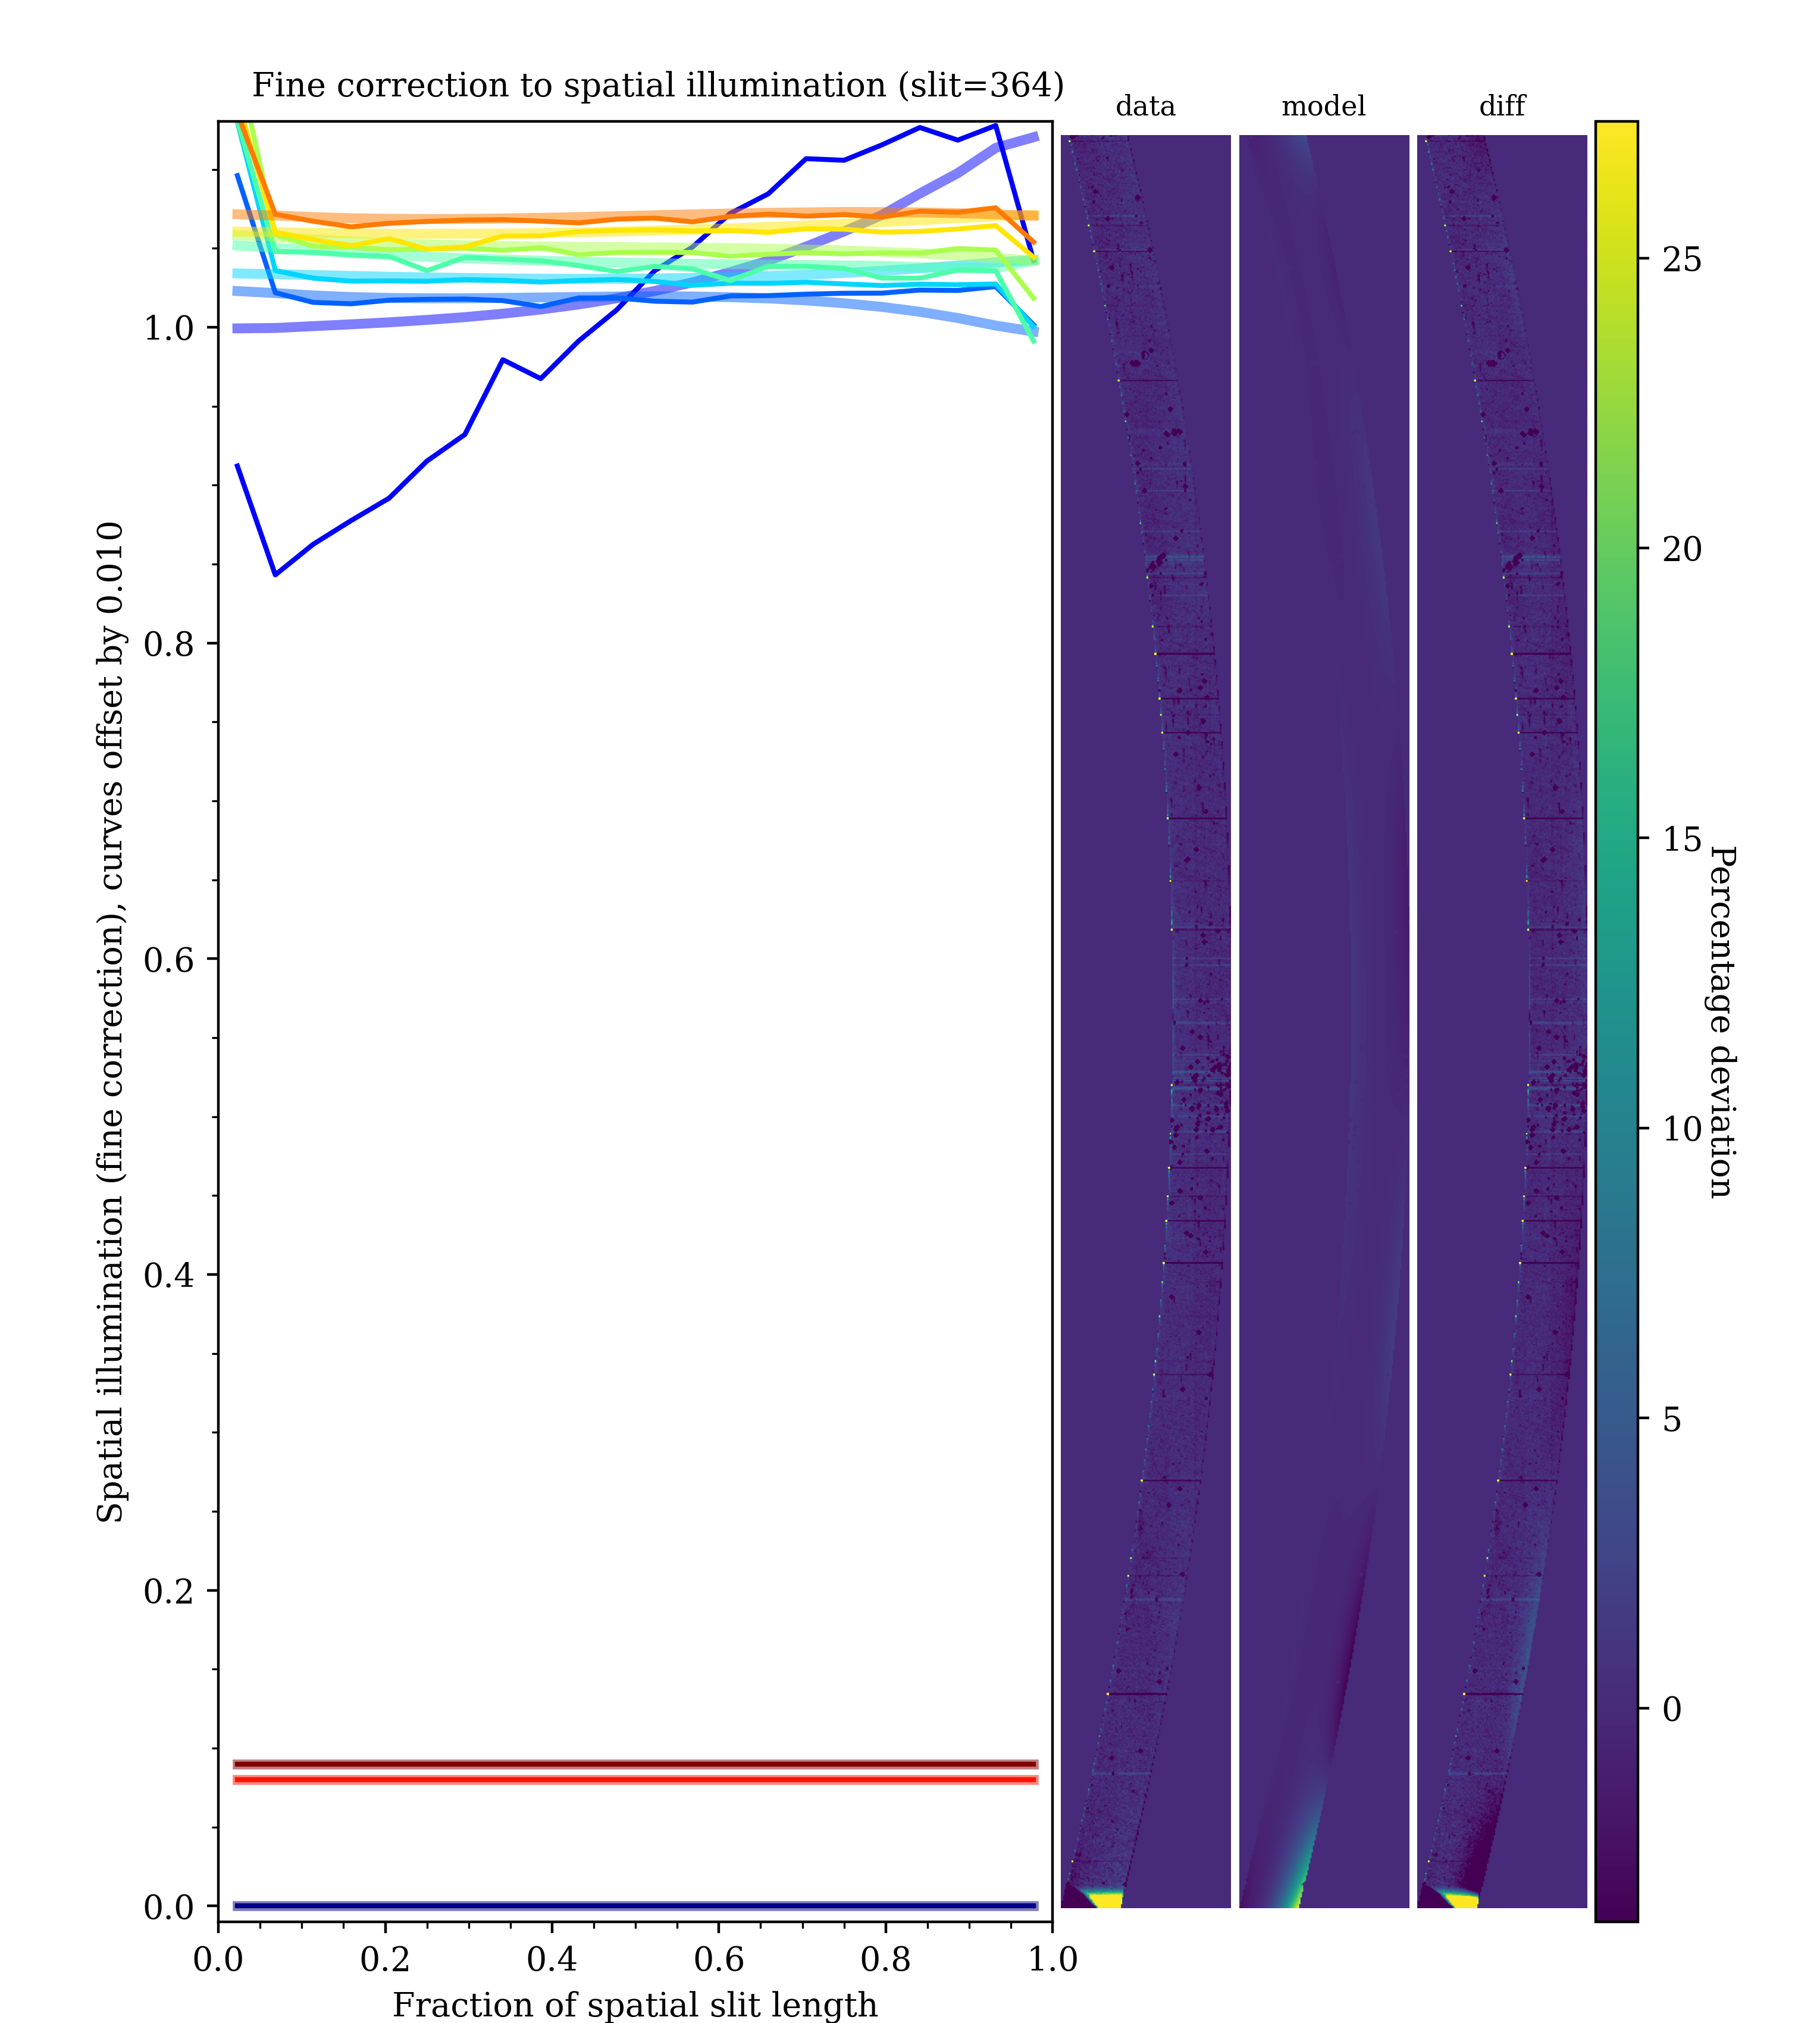 Fine correction to spatial illumination (slit=364)
data
model
diff
Spatial illumination (fine correction), curves offset by 0.010
1.0
0.8
0.6
0.4
0.2
0.0
0.0
0.2
0.4
0.6
0.8
1.0
Fraction of spatial slit length
25
20
15
10
5
0
Percentage deviation